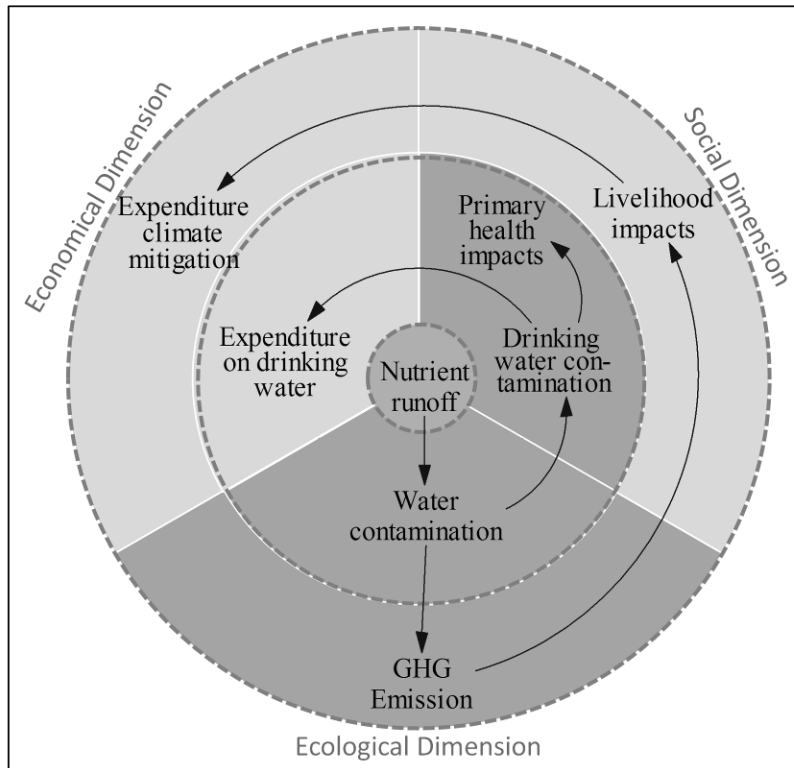 Economical Dimension
Social Dimension
Expenditure
climate
mitigation
Primary
health
impacts
Livelihood
impacts
Expenditure
on drinking
water
Nutrient
runoff
Drinking
water con-
tamination
Water
contamination
GHG
Emission
Ecological Dimension